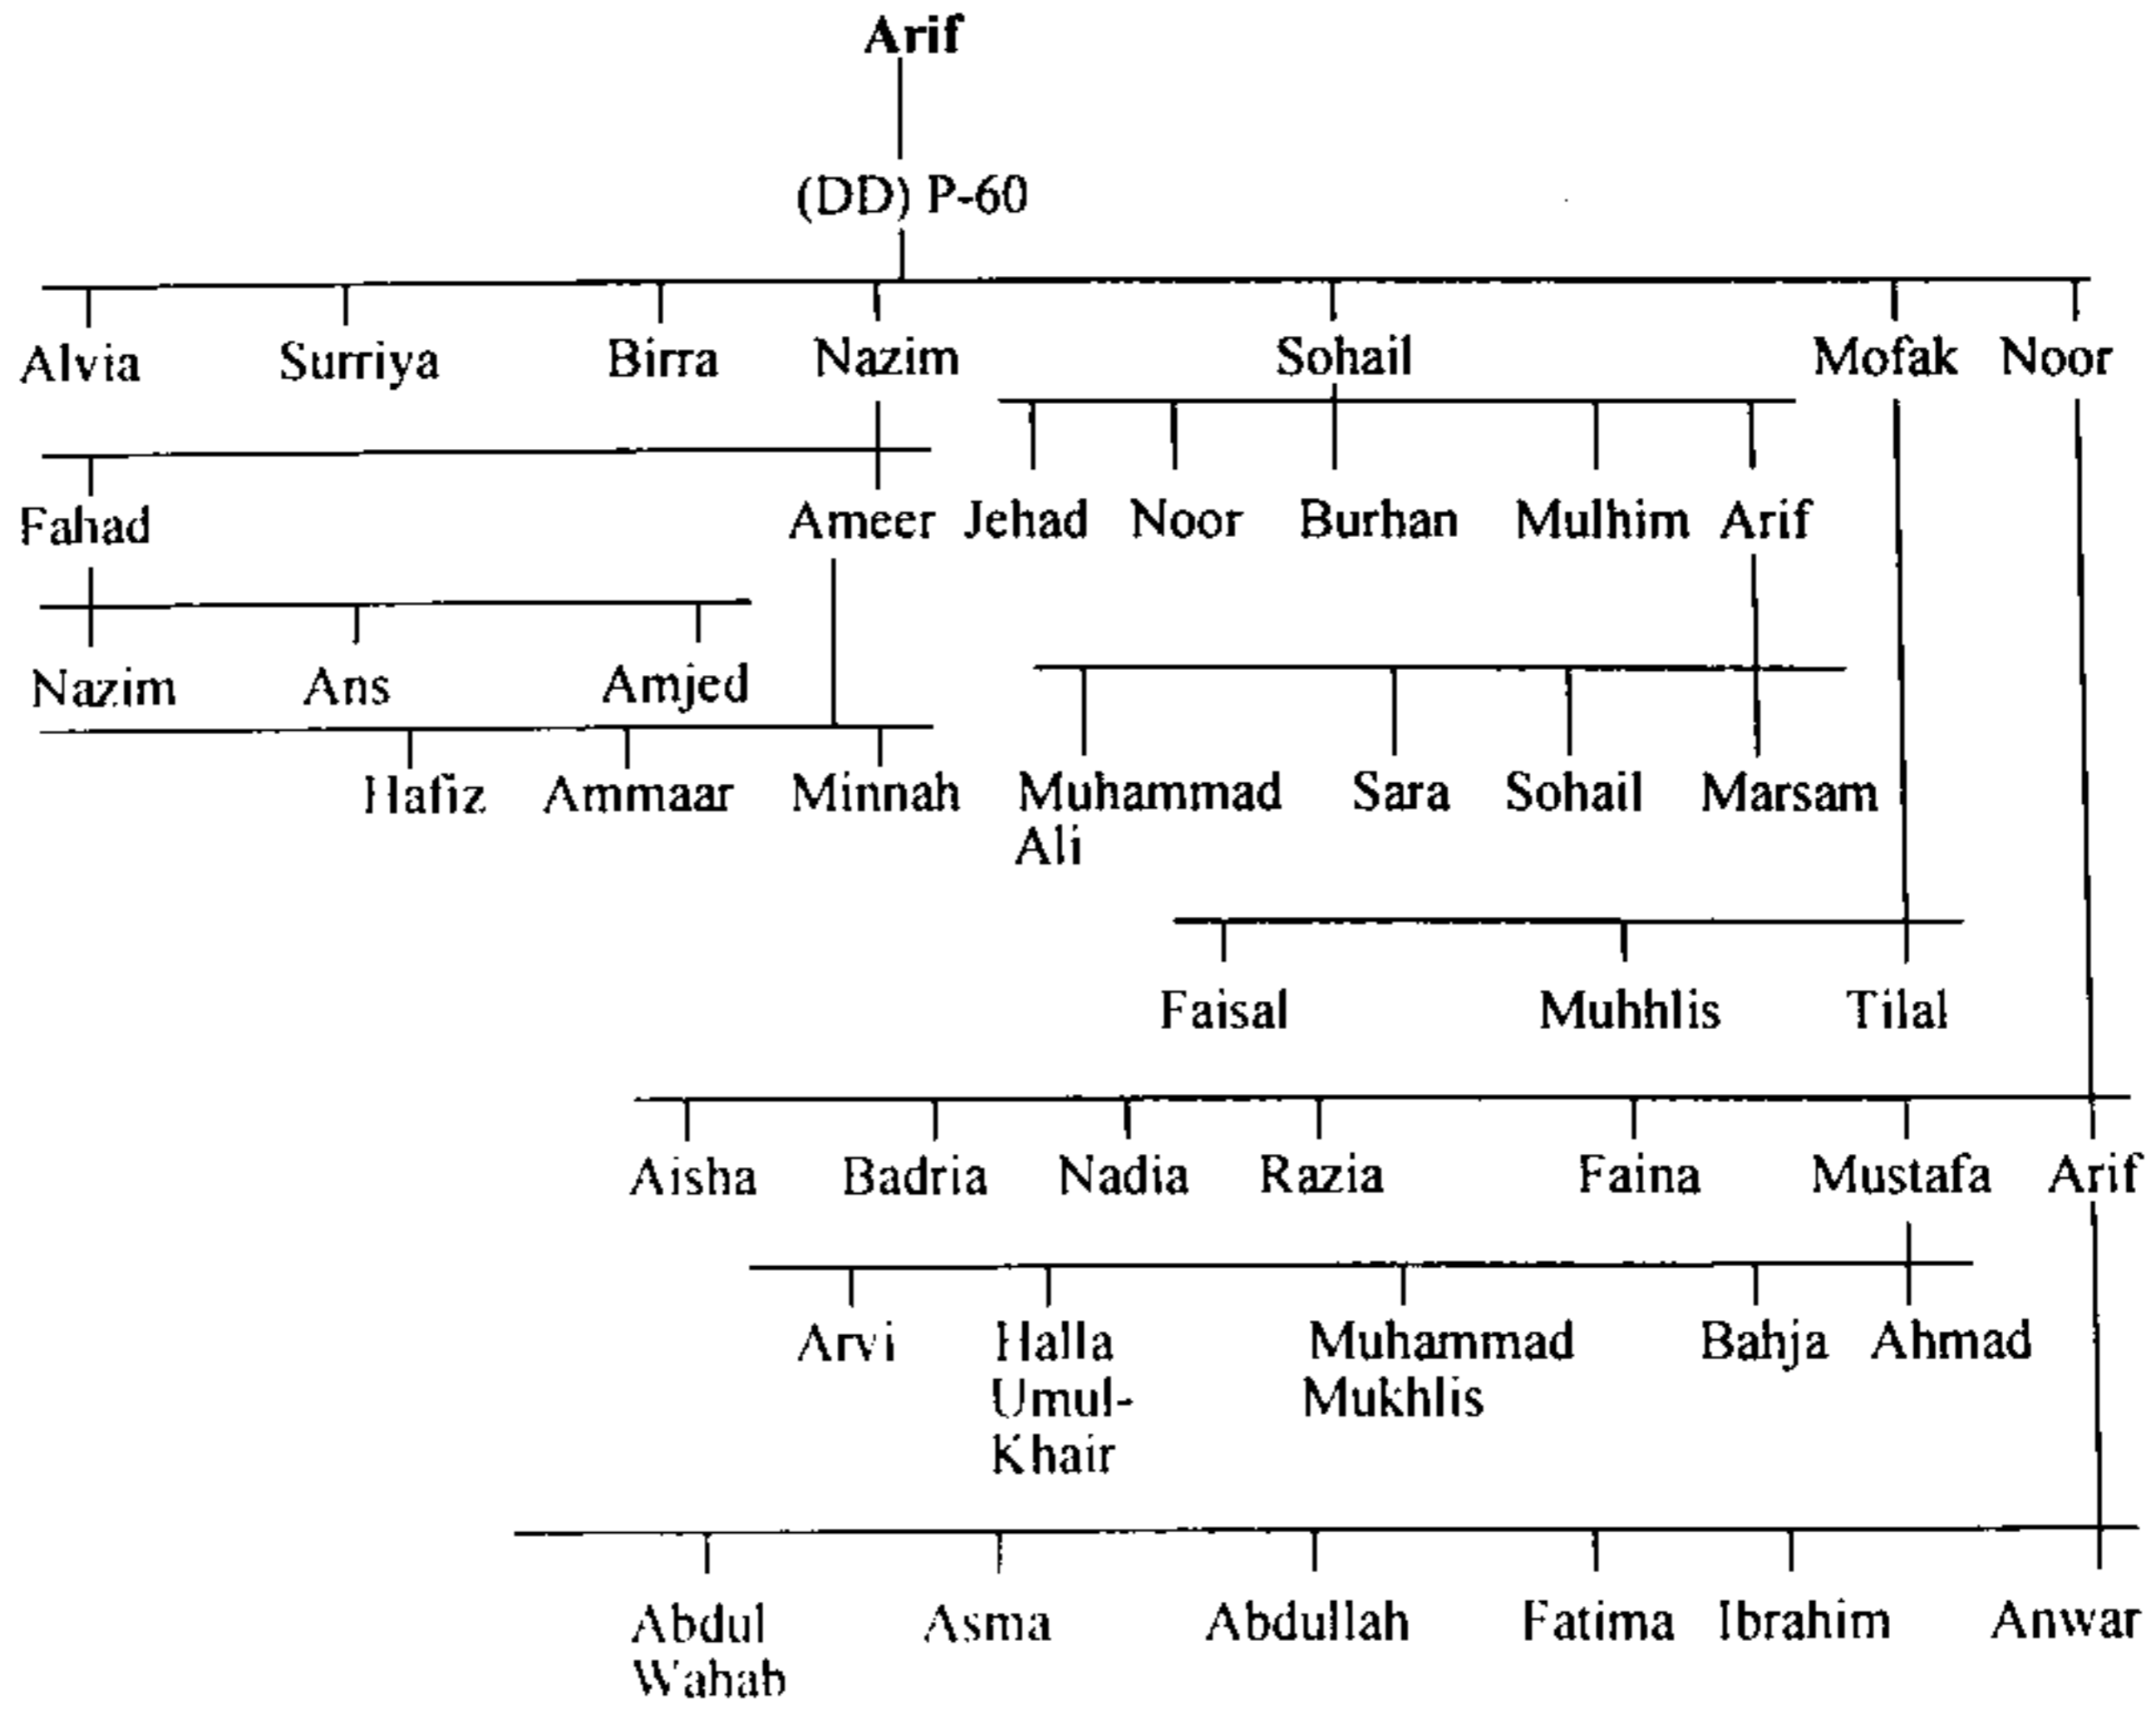 Arif
(DD) P-60
Alvia Surriya Birra Nazim Sohail Mofak Noor
Fahad Ameer Jehad Noor Burhan Mulhim Arif
Nazim Ans Amjed
Hafiz Ammaar Minnah Muhammad Sara Sohail Marsam
Ali
Faisal Muhhlis Tilal
Aisha Badria Nadia Razia Faina Mustafa Arif
Arvi Halla Muhammad Bahja Ahmad
Umul- Mukhlis
Khair
Abdul Asma Abdullah Fatima Ibrahim Anwar
Wahab